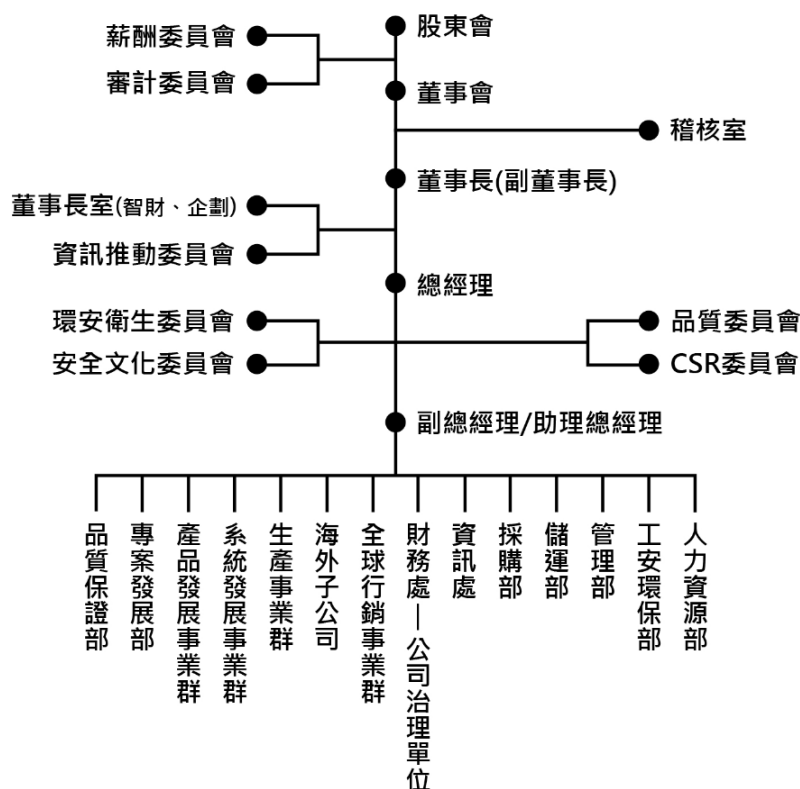 股東會
薪酬委員會
審計委員會
董事會
稽核室
董事長(副董事長)
董事長室(智財、企劃)
資訊推動委員會
總經理
環安衛生委員會
安全文化委員會
品質委員會
CSR委員會
副總經理/助理總經理
品質保證部
專案發展部
產品發展事業群
系統發展事業群
生產事業群
海外子公司
全球行銷事業群
財務處—公司治理單位
資訊處
採購部
儲運部
管理部
工安環保部
人力資源部